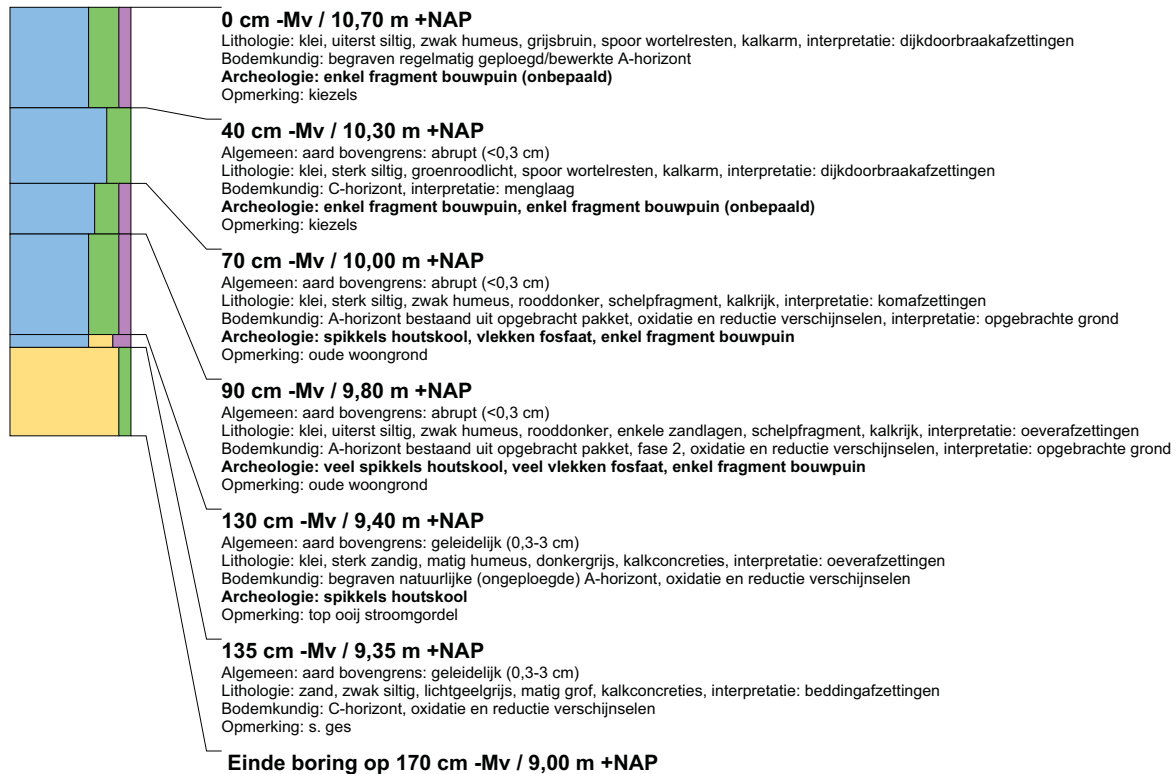 0 cm -Mv / 10,70 m +NAP
Lithologie: klei, uiterst siltig, zwak humeus, grijsbruin, spoor wortelresten, kalkarm, interpretatie: dijkdoorbraakafzettingen
Bodemkundig: begraven regelmatig geploegd/bewerkte A-horizont
Archeologie: enkel fragment bouwpuin (onbepaald)
Opmerking: kiezels
40 cm -Mv / 10,30 m +NAP
Algemeen: aard bovengrens: abrupt (<0,3 cm)
Lithologie: klei, sterk siltig, groenroodlicht, spoor wortelresten, kalkarm, interpretatie: dijkdoorbraakafzettingen
Bodemkundig: C-horizont, interpretatie: menglaag
Archeologie: enkel fragment bouwpuin, enkel fragment bouwpuin (onbepaald)
Opmerking: kiezels
70 cm -Mv / 10,00 m +NAP
Algemeen: aard bovengrens: abrupt (<0,3 cm)
Lithologie: klei, sterk siltig, zwak humeus, rooddonker, schelpfragment, kalkrijk, interpretatie: komafzettingen
Bodemkundig: A-horizont bestaand uit opgebracht pakket, oxidatie en reductie verschijnselen, interpretatie: opgebrachte grond
Archeologie: spikkels houtskool, vlekken fosfaat, enkel fragment bouwpuin
Opmerking: oude woongrond
90 cm -Mv / 9,80 m +NAP
Algemeen: aard bovengrens: abrupt (<0,3 cm)
Lithologie: klei, uiterst siltig, zwak humeus, rooddonker, enkele zandlagen, schelpfragment, kalkrijk, interpretatie: oeverafzettingen
Bodemkundig: A-horizont bestaand uit opgebracht pakket, fase 2, oxidatie en reductie verschijnselen, interpretatie: opgebrachte grond
Archeologie: veel spikkels houtskool, veel vlekken fosfaat, enkel fragment bouwpuin
Opmerking: oude woongrond
130 cm -Mv / 9,40 m +NAP
Algemeen: aard bovengrens: geleidelijk (0,3-3 cm)
Lithologie: klei, sterk zandig, matig humeus, donkergrijs, kalkconcreties, interpretatie: oeverafzettingen
Bodemkundig: begraven natuurlijke (ongeploegde) A-horizont, oxidatie en reductie verschijnselen
Archeologie: spikkels houtskool
Opmerking: top ooij stroomgordel
135 cm -Mv / 9,35 m +NAP
Algemeen: aard bovengrens: geleidelijk (0,3-3 cm)
Lithologie: zand, zwak siltig, lichtgeelgrijs, matig grof, kalkconcreties, interpretatie: beddingafzettingen
Bodemkundig: C-horizont, oxidatie en reductie verschijnselen
Opmerking: s. ges
Einde boring op 170 cm -Mv / 9,00 m +NAP